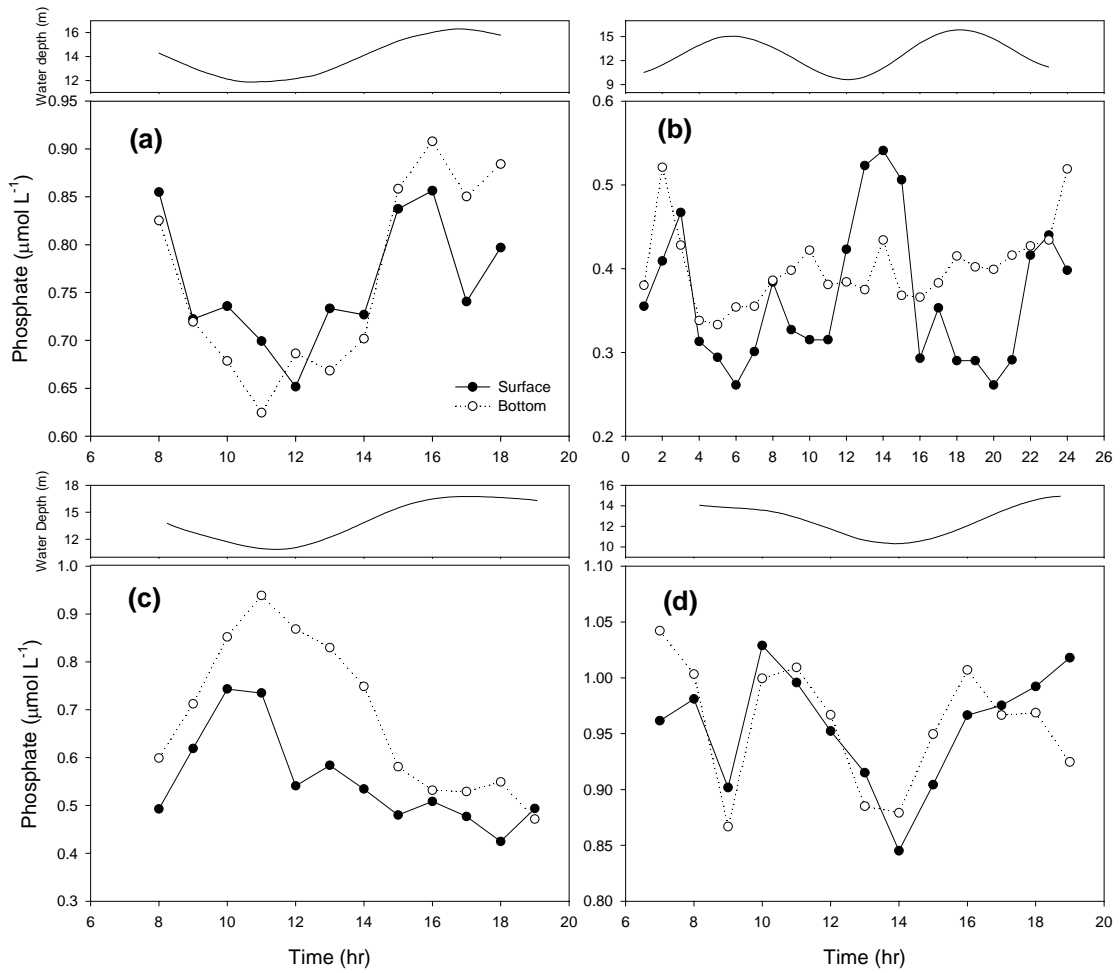 Water depth (m)
16
14
12
15
12
9
Phosphate (μmol L-1)
0.95
0.90
0.85
0.80
0.75
0.70
0.65
0.60
(a)
Surface
Bottom
6 8 10 12 14 16 18 20
0.6
0.5
0.4
0.3
0.2
(b)
0 2 4 6 8 10 12 14 16 18 20 22 24 26
Water Depth (m)
18
15
12
16
14
12
10
Phosphate (μmol L-1)
1.0
0.9
0.8
0.7
0.6
0.5
0.4
0.3
(c)
6 8 10 12 14 16 18 20
Time (hr)
1.10
1.05
1.00
0.95
0.90
0.85
0.80
(d)
6 8 10 12 14 16 18 20
Time (hr)